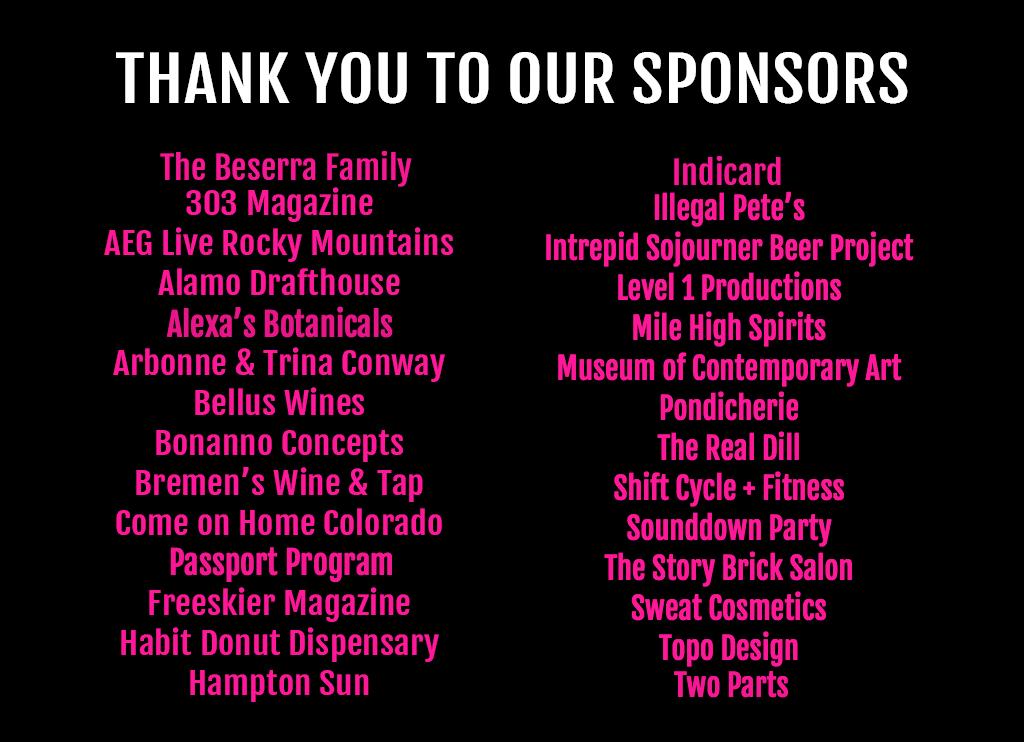 THANK YOU TO OUR SPONSORS
The Beserra Family
303 Magazine
AEG Live Rocky Mountains
Alamo Drafthouse
Alexa's Botanicals
Arbonne & Trina Conway
Bellus Wines
Bonanno Concepts
Bremen's Wine & Tap
Come on Home Colorado
Passport Program
Freeskier Magazine
Habit Donut Dispensary
Hampton Sun
Indicard
Illegal Pete's
Intrepid Sojourner Beer Project
Level 1 Productions
Mile High Spirits
Museum of Contemporary Art
Pondicherie
The Real Dill
Shift Cycle + Fitness
Sounddown Party
The Story Brick Salon
Sweat Cosmetics
Topo Design
Two Parts